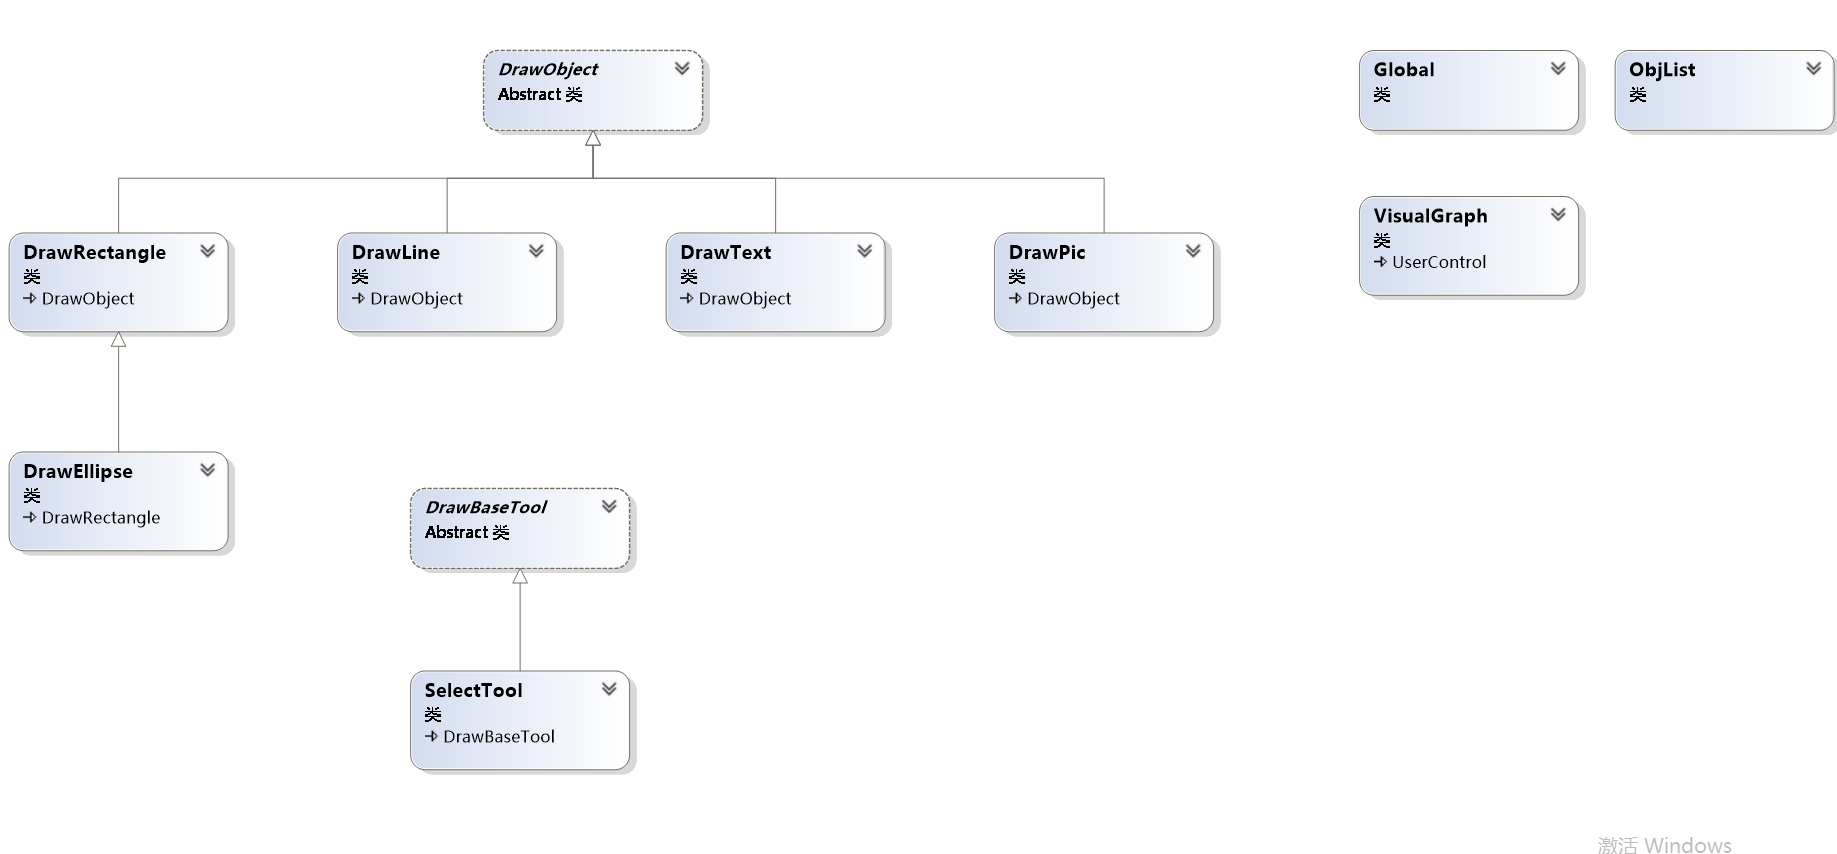 DrawObject
Abstract 类
Global
类
ObjList
类
VisualGraph
类
UserControl
DrawRectangle
类
DrawObject
DrawLine
类
DrawObject
DrawText
类
DrawObject
DrawPic
类
DrawObject
DrawEllipse
类
DrawRectangle
DrawBaseTool
Abstract 类
SelectTool
类
DrawBaseTool
激活 Windows